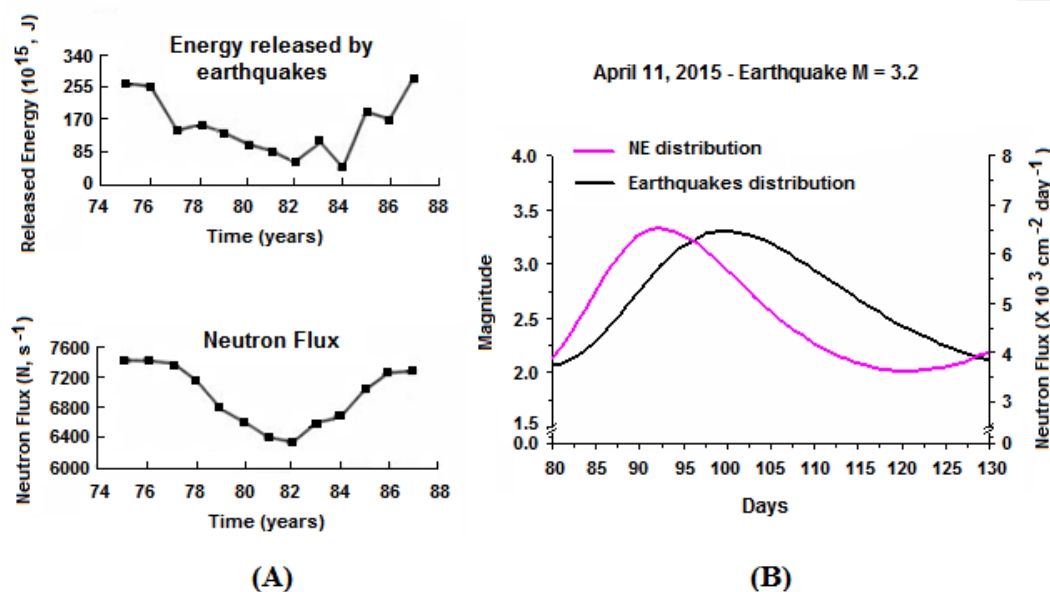 Energy released by
earthquakes
Released Energy (10 15 , J)
340
255
170
85
0
74 76 78 80 82 84 86 88
Time (years)
Neutron Flux
Neutron Flux (N, s -1)
7600
7200
6800
6400
6000
74 76 78 80 82 84 86 88
Time (years)
(A)
April 11, 2015 - Earthquake M = 3.2
NE distribution
Earthquakes distribution
Magnitude
4.0
3.5
3.0
2.5
2.0
1.5
0.0
Neutron Flux (X 10 3 cm -2 day -1)
8
7
6
5
4
3
0
80 85 90 95 100 105 110 115 120 125 130
Days
(B)